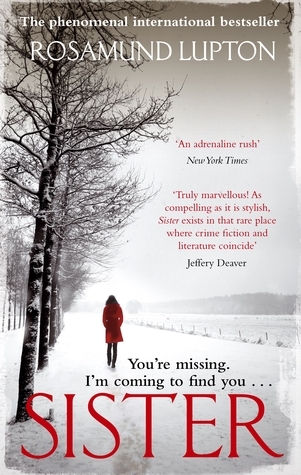 The phenomenal international bestseller
ROSAMUND LUPTON
‘An adrenaline rush’
New York Times
‘Truly marvellous! As
compelling as it is stylish,
Sister exists in that rare place
where crime fiction and
literature coincide’
Jeffery Deaver
You’re missing.
I’m coming to find you . . .
SISTER